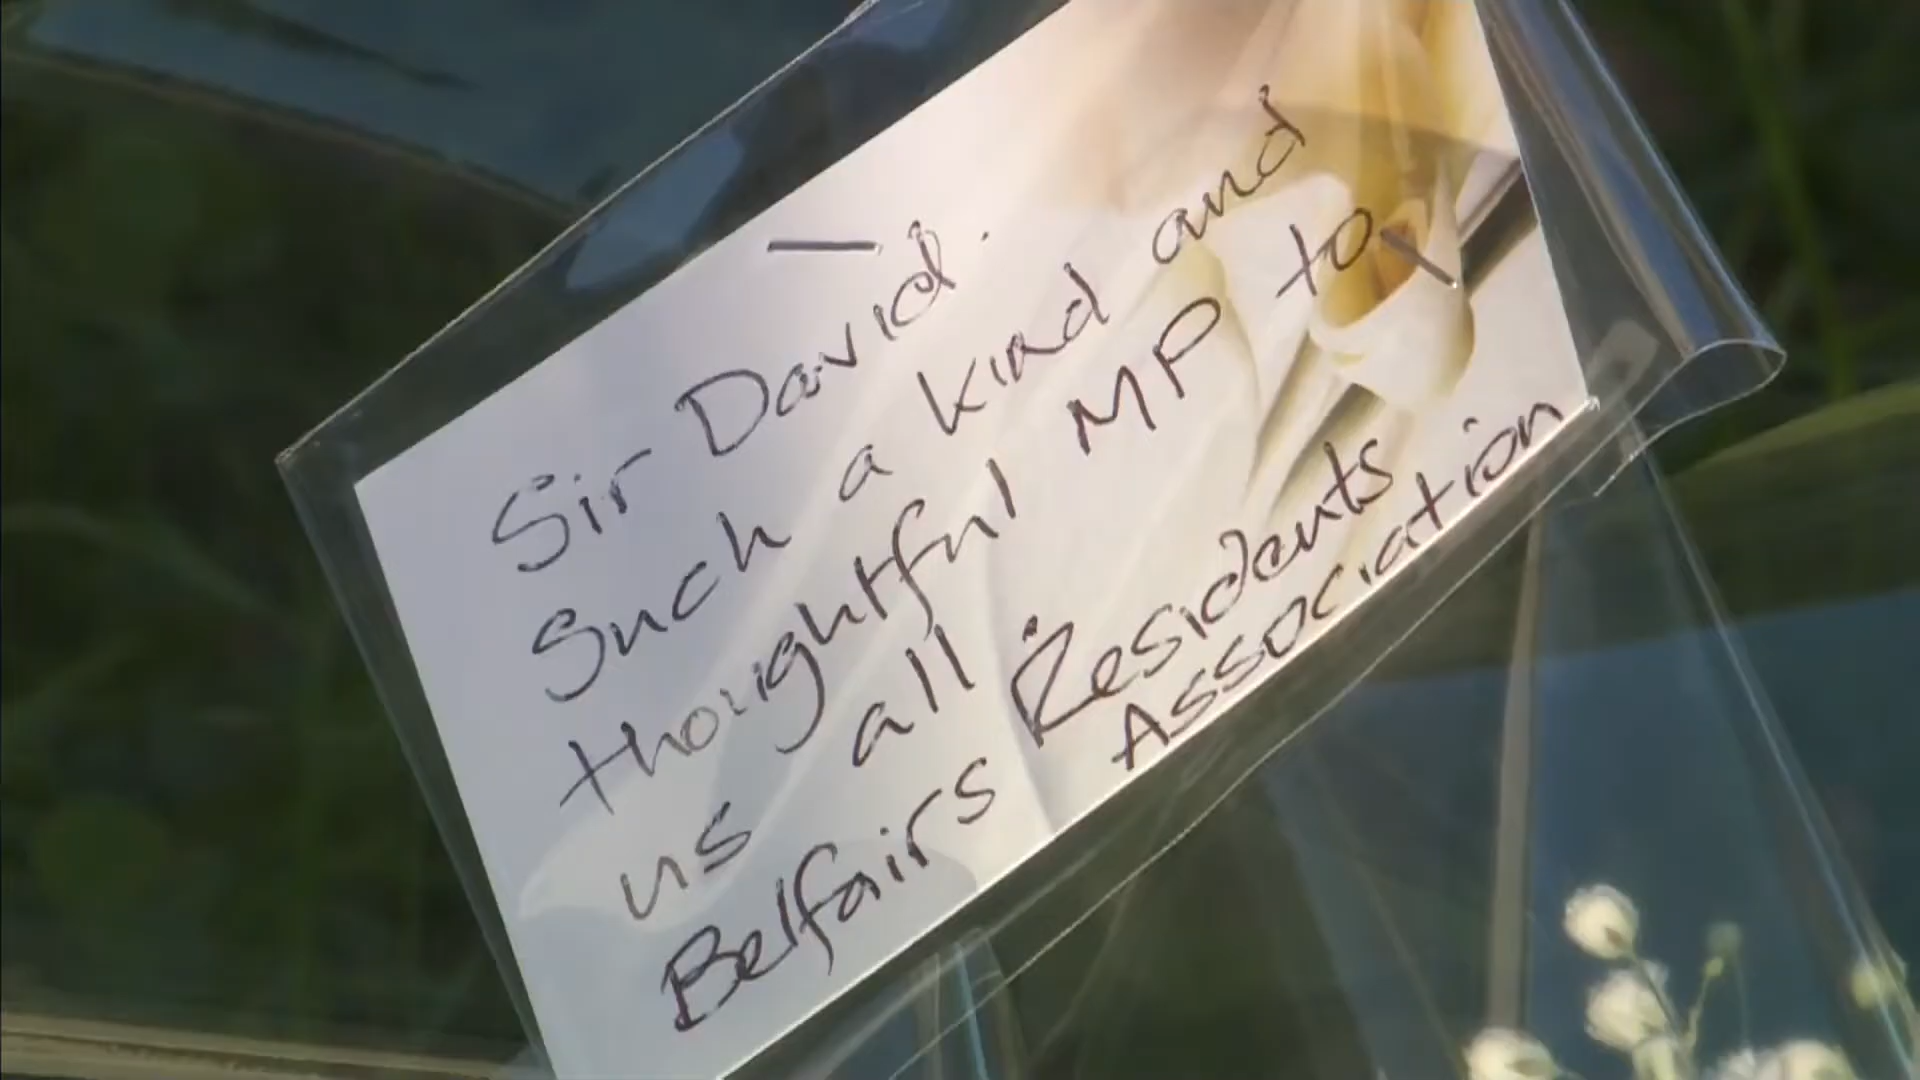 Sir David.
Such a kind and
thoughtful MP to
us all
Belfairs Residents
Association